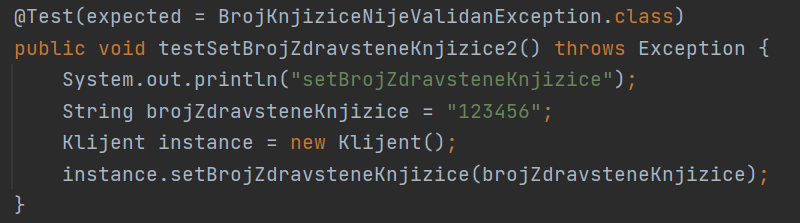 @Test(expected = BrojKnjiziceNijeValidanException.class)
public void testSetBrojZdravsteneKnjizice2() throws Exception {
    System.out.println("setBrojZdravsteneKnjizice");
    String brojZdravsteneKnjizice = "123456";
    Klijent instance = new Klijent();
    instance.setBrojZdravsteneKnjizice(brojZdravsteneKnjizice);
}